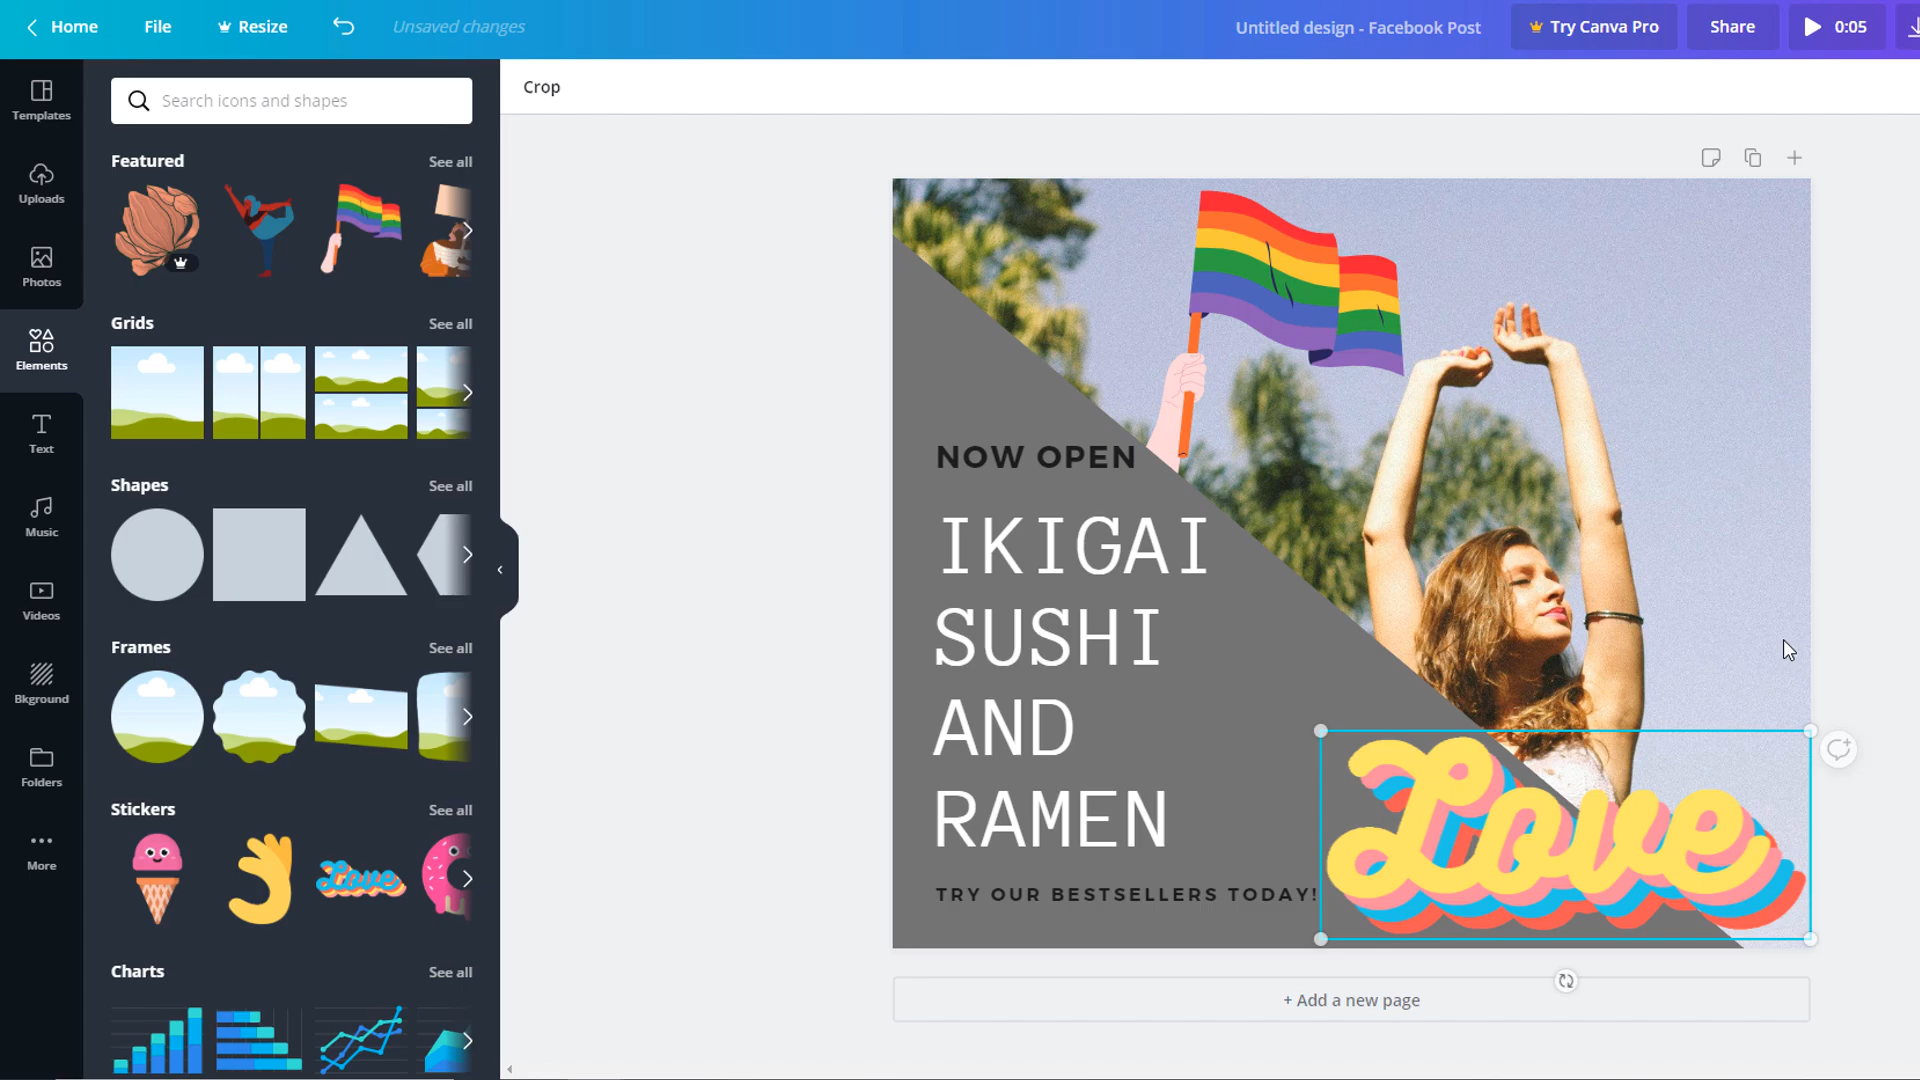 Home
File
Resize
Unsaved changes
Untitled design - Facebook Post
Try Canva Pro
Share
0:05
Templates
Uploads
Photos
Elements
Text
Music
Videos
Bkground
Folders
More
Search icons and shapes
Featured
See all
Grids
See all
Shapes
See all
Frames
See all
Stickers
See all
Love
Charts
See all
Crop
NOW OPEN
IKIGAI
SUSHI
AND
RAMEN
TRY OUR BESTSELLERS TODAY!
Love
+ Add a new page